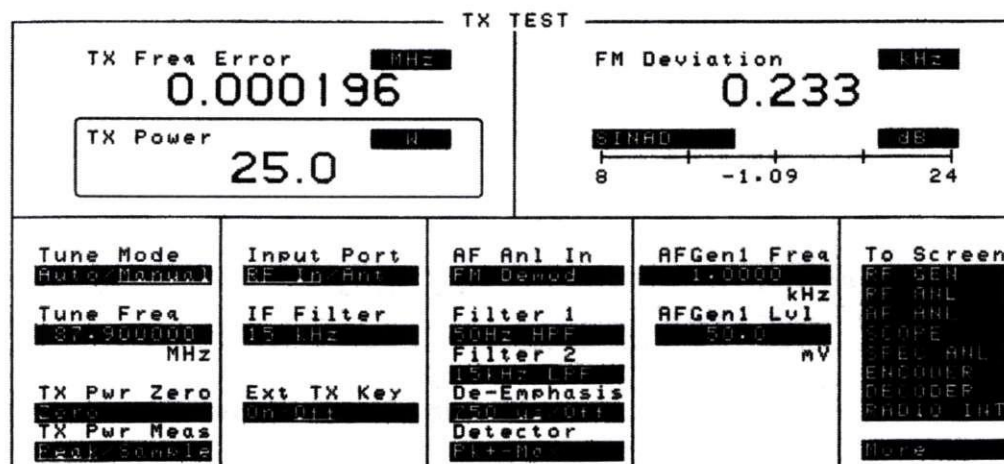 TX TEST
TX Freq Error MHz
0.000196
TX Power W
25.0
FM Deviation kHz
0.233
SINAD dB
8 -1.09 24
Tune Mode
Auto/Manual
Tune Freq
87.900000
MHz
TX Pwr Zero
Zero
TX Pwr Meas
Peak/Sample
Input Port
RF In/Ant
IF Filter
15 kHz
Ext TX Key
On/Off
AF Anl In
FM Demod
Filter 1
50Hz HPF
Filter 2
15kHz LPF
De-Emphasis
750 us/Off
Detector
Pk+-Max
AFGen1 Freq
1.0000
kHz
AFGen1 Lvl
50.0
mV
To Screen
RF GEN
RF ANL
AF ANL
SCOPE
SPEC ANL
ENCODER
DECODER
RADIO INT
More